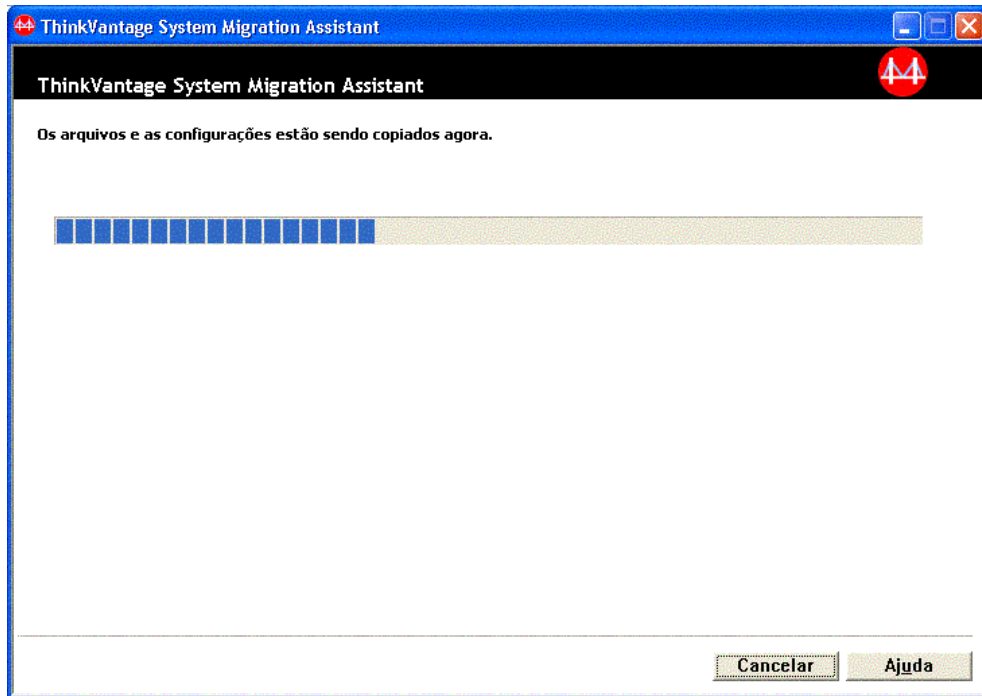 ThinkVantage System Migration Assistant
ThinkVantage System Migration Assistant
Os arquivos e as configurações estão sendo copiados agora.
Cancelar
Ajuda